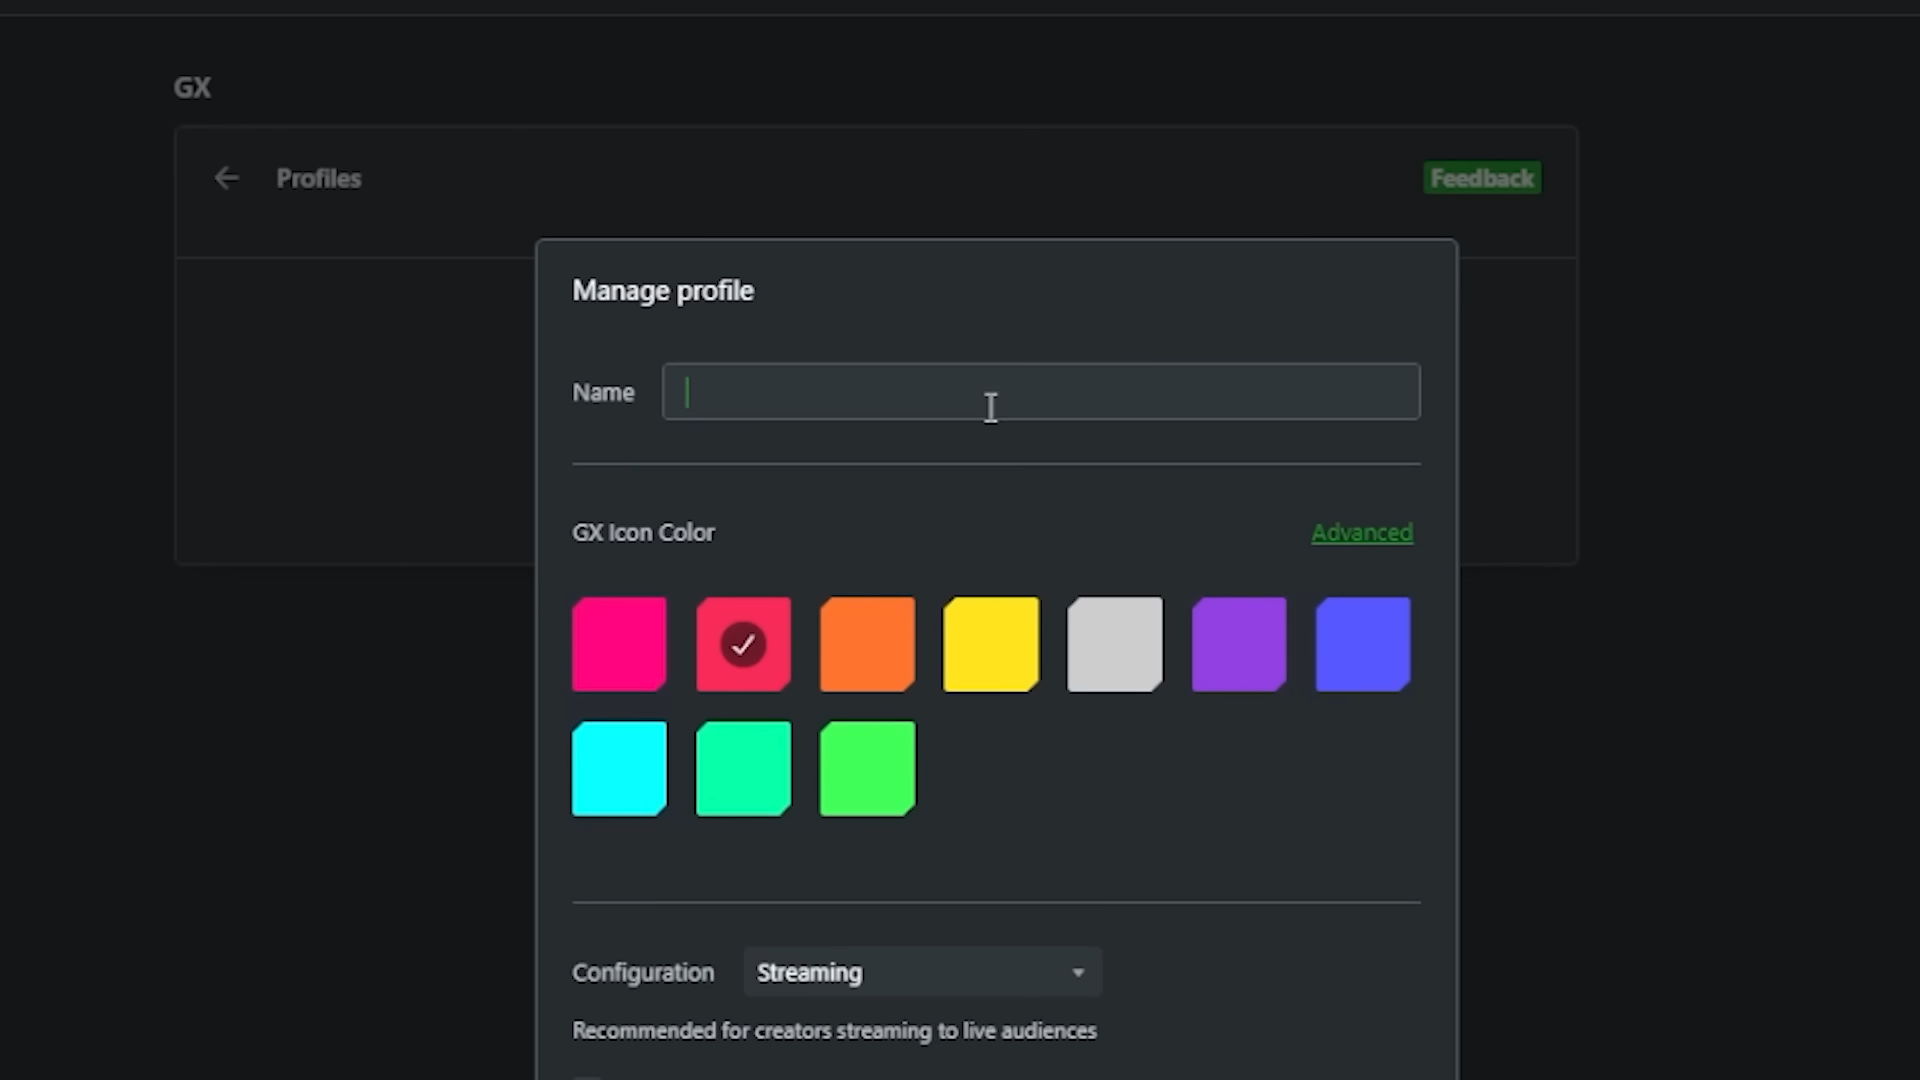 GX
Profiles
Feedback
Manage profile
Name
GX Icon Color
Advanced
Configuration
Streaming
Recommended for creators streaming to live audiences